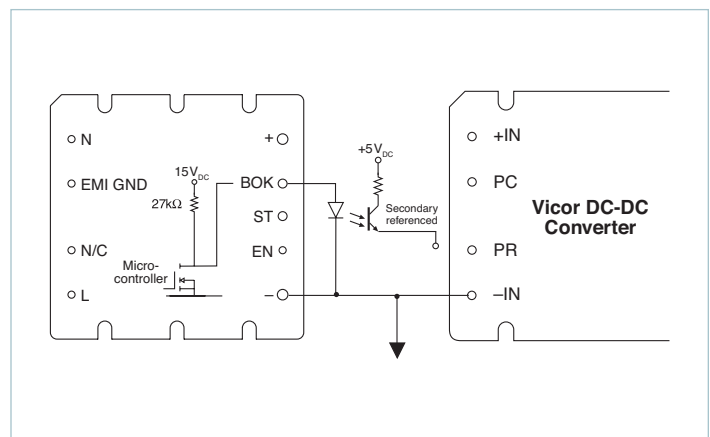 N
EMI GND
N/C
L
15VDC
27kΩ
Micro-
controller
+
BOK
ST
EN
–
+5VDC
Secondary
referenced
+IN
PC
PR
–IN
Vicor DC-DC
Converter